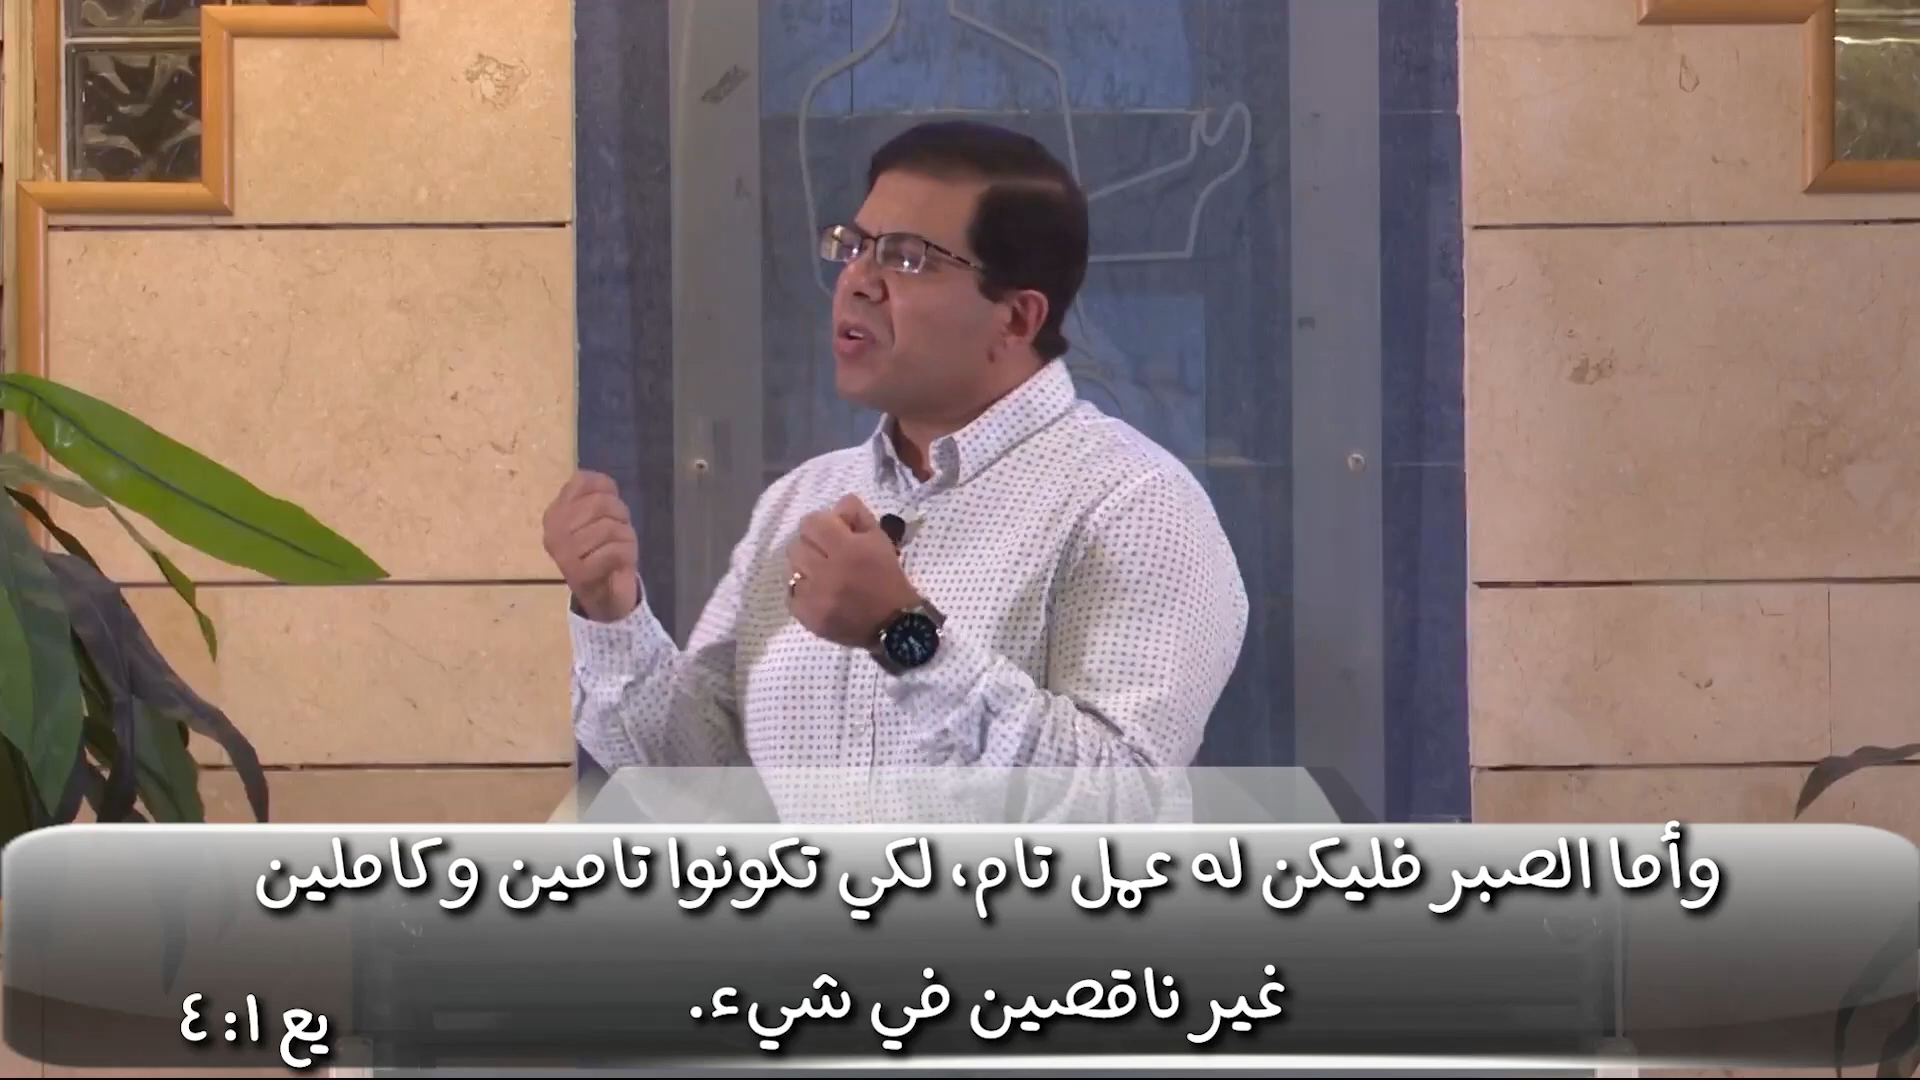 وأما الصبر فليكن له عمل تام، لكي تكونوا تامين وكاملين
غير ناقصين في شيء.
يع ١: ٤